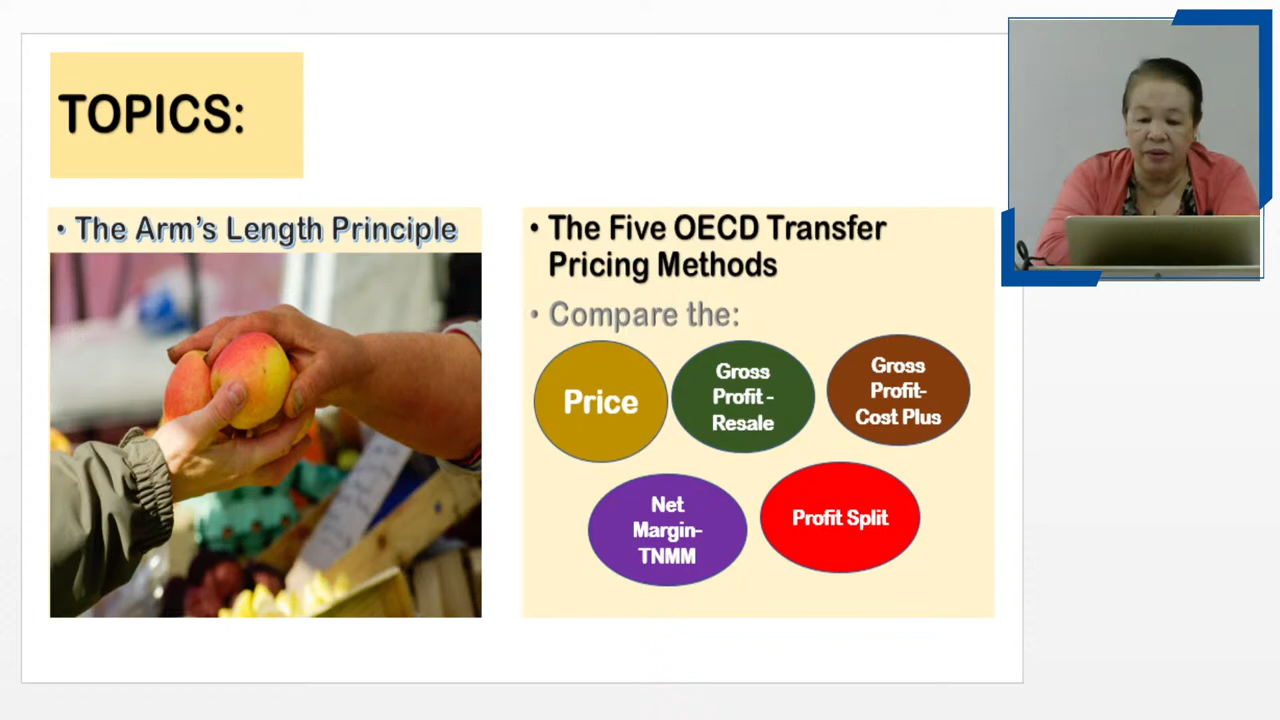 TOPICS:
• The Arm’s Length Principle
• The Five OECD Transfer
Pricing Methods
• Compare the:
Price
Gross
Profit -
Resale
Gross
Profit-
Cost Plus
Net
Margin-
TNMM
Profit Split